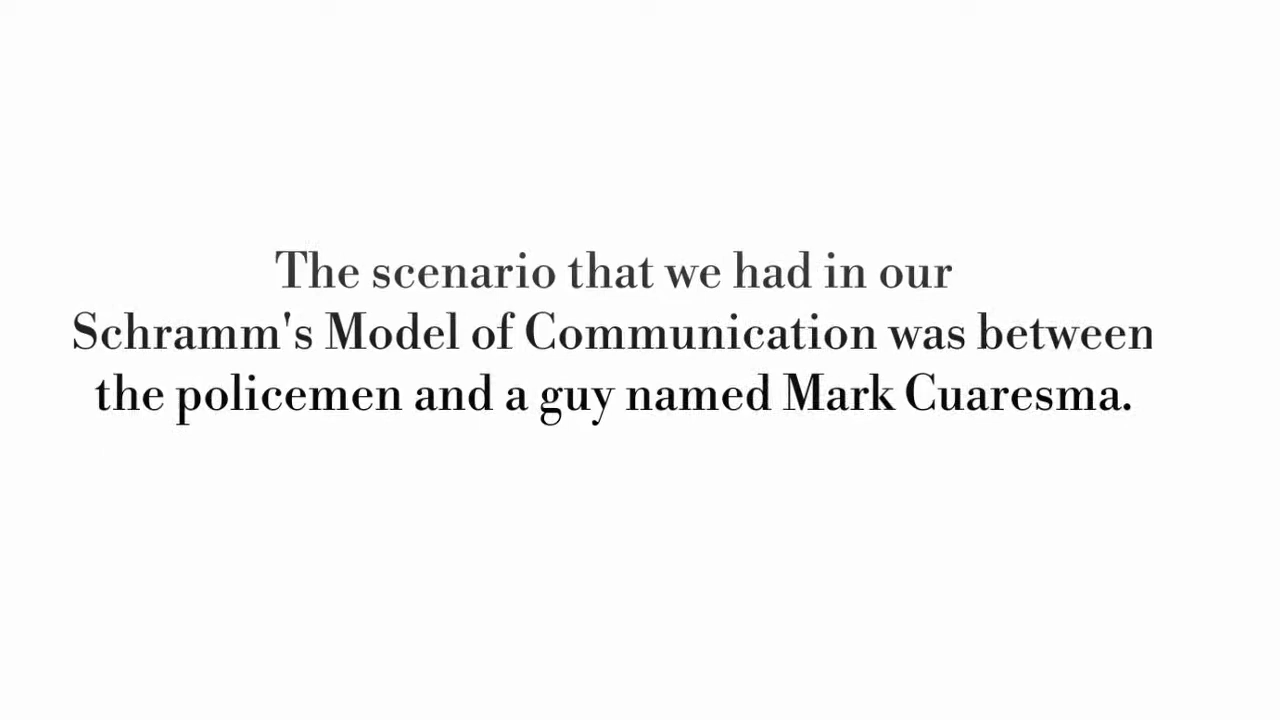 The scenario that we had in our
Schramm's Model of Communication was between
the policemen and a guy named Mark Cuaresma.